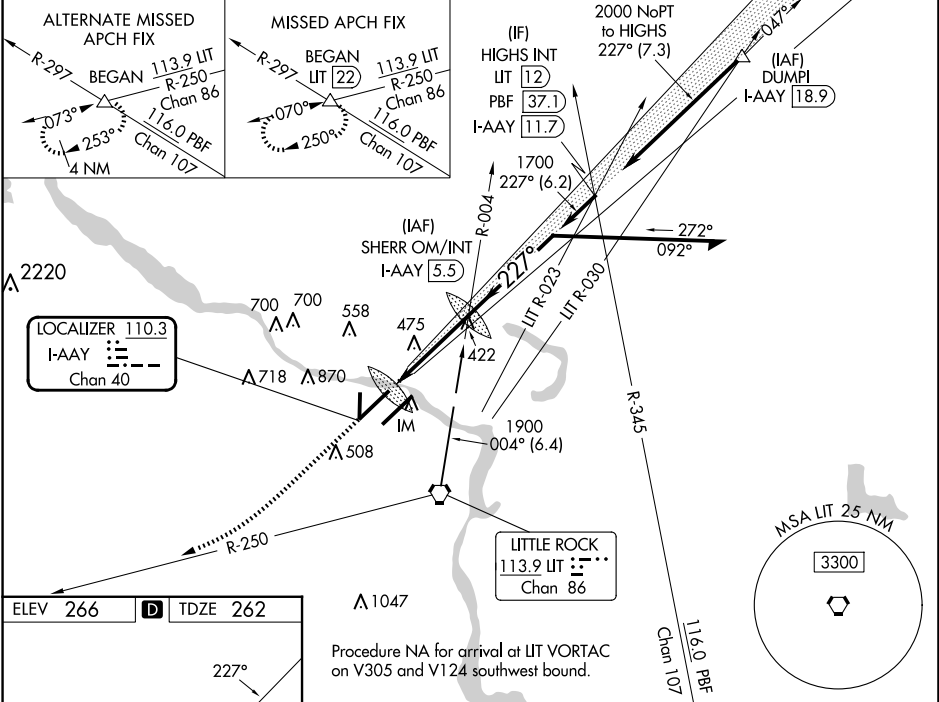 ALTERNATE MISSED
APCH FIX
R-297
BEGAN
113.9 LIT
R-250
Chan 86
116.0 PBF
Chan 107
073°
253°
4 NM
MISSED APCH FIX
R-297
BEGAN
LIT 22
113.9 LIT
R-250
Chan 86
116.0 PBF
Chan 107
070°
250°
2000 NoPT
to HIGHS
227° (7.3)
047°
(IAF)
DUMPI
I-AAY 18.9
(IF)
HIGHS INT
LIT 12
PBF 37.1
I-AAY 11.7
1700
227° (6.2)
R-004
272°
092°
(IAF)
SHERR OM/INT
I-AAY 5.5
227°
LIT R-023
LIT R-030
2220
700
700
558
475
422
LOCALIZER 110.3
I-AAY
Chan 40
718
870
IM
508
1900
004° (6.4)
R-345
R-250
LITTLE ROCK
113.9 LIT
Chan 86
MSA LIT 25 NM
3300
ELEV 266
D
TDZE 262
1047
227°
Procedure NA for arrival at LIT VORTAC
on V305 and V124 southwest bound.
116.0 PBF
Chan 107